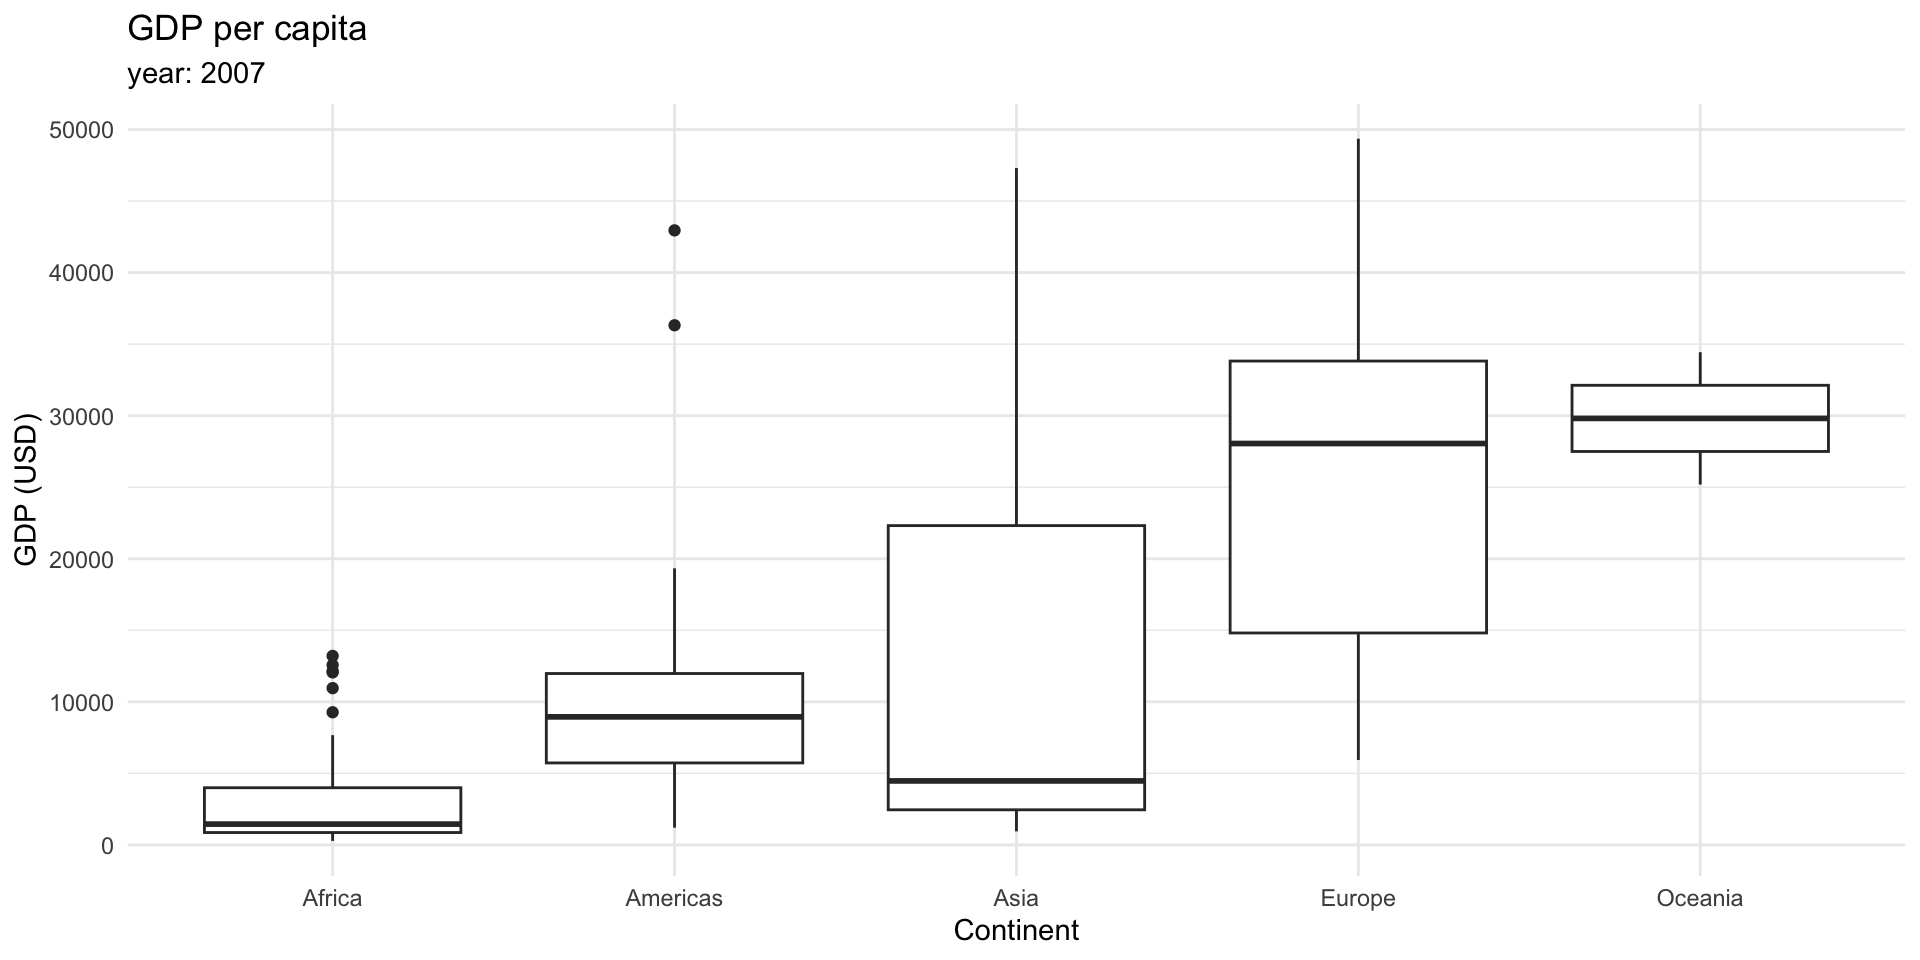 GDP per capita
year: 2007
GDP (USD)
50000
40000
30000
20000
10000
0
Africa Americas Asia Europe Oceania
Continent